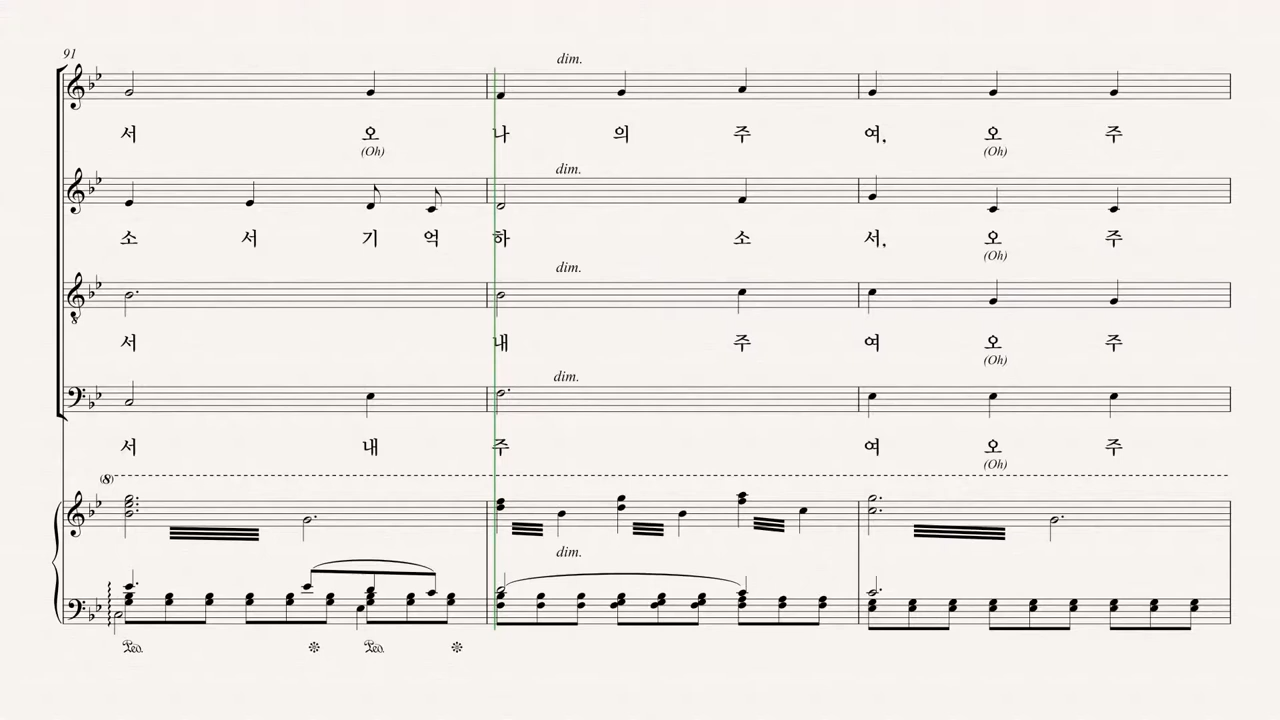 91
dim.
서 오 나 의 주 여, 오 주
(Oh) (Oh)
dim.
소 서 기 억 하 소 서, 오 주
(Oh)
dim.
서 내 주 여 오 주
(Oh)
dim.
서 내 주 여 오 주
(Oh)
(8)
dim.
8
Ped. Ped.